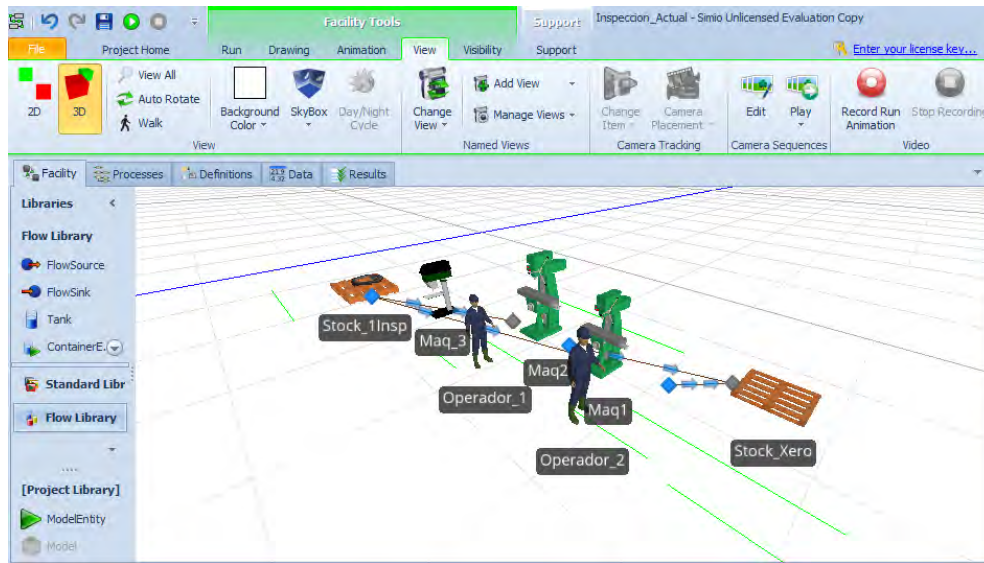 Facility Tools
Support
Inspeccion_Actual - Simio Unlicensed Evaluation Copy
File
Project Home
Run
Drawing
Animation
View
Visibility
Support
Enter your license key...
2D
3D
View All
Auto Rotate
Walk
Background Color
SkyBox
Day/Night Cycle
Change View
Add View
Manage Views
Change Item
Camera Placement
Edit
Play
Record Run Animation
Stop Recording
View
Named Views
Camera Tracking
Camera Sequences
Video
Facility
Processes
Definitions
Data
Results
Libraries
Flow Library
FlowSource
FlowSink
Tank
ContainerE.
Standard Libr
Flow Library
[Project Library]
ModelEntity
Model
Stock_1Insp
Maq_3
Operador_1
Maq2
Maq1
Operador_2
Stock_Xero